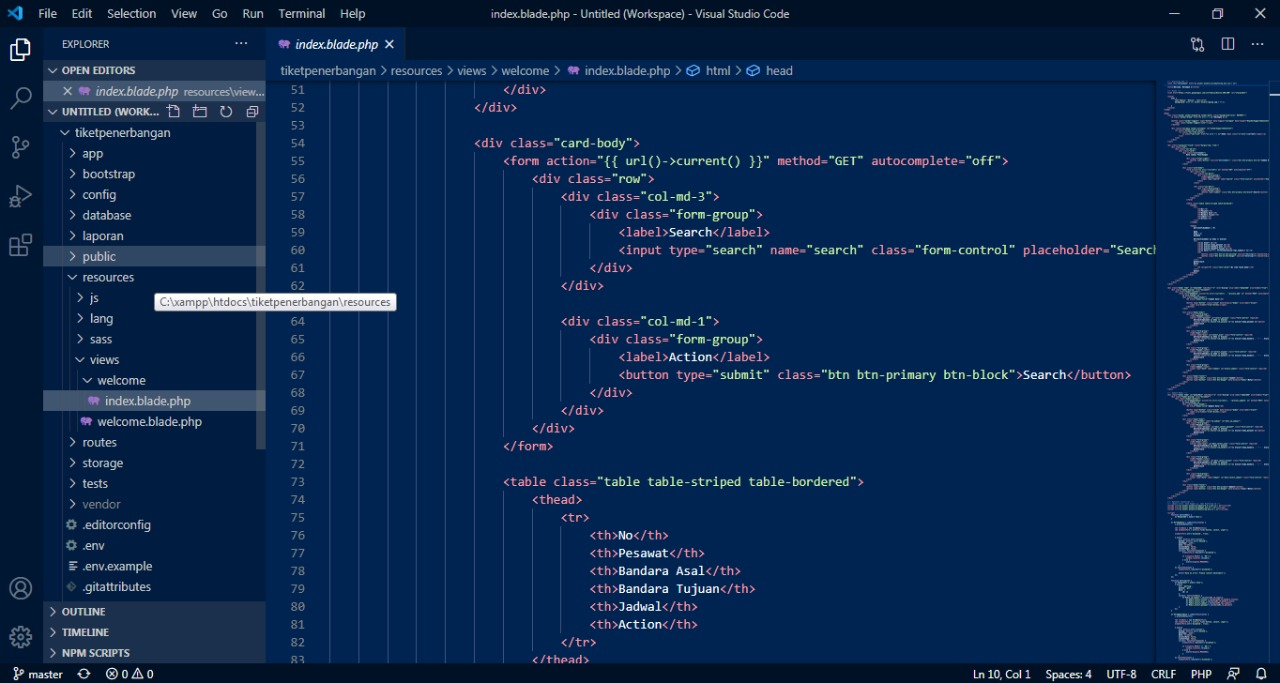 File Edit Selection View Go Run Terminal Help
index.blade.php - Untitled (Workspace) - Visual Studio Code
EXPLORER
OPEN EDITORS
index.blade.php resources\view...
UNTITLED (WORK...
tiketpenerbangan
app
bootstrap
config
database
laporan
public
resources
js
lang
sass
views
welcome
index.blade.php
welcome.blade.php
routes
storage
tests
vendor
.editorconfig
.env
.env.example
.gitattributes
OUTLINE
TIMELINE
NPM SCRIPTS
C:\xampp\htdocs\tiketpenerbangan\resources
index.blade.php
tiketpenerbangan > resources > views > welcome > index.blade.php > html > head
51 </div>
52 </div>
53
54 <div class="card-body">
55 <form action="{{ url()->current() }}" method="GET" autocomplete="off">
56 <div class="row">
57 <div class="col-md-3">
58 <div class="form-group">
59 <label>Search</label>
60 <input type="search" name="search" class="form-control" placeholder="Search
61 </div>
62 </div>
64 <div class="col-md-1">
65 <div class="form-group">
66 <label>Action</label>
67 <button type="submit" class="btn btn-primary btn-block">Search</button>
68 </div>
69 </div>
70 </div>
71 </form>
72
73 <table class="table table-striped table-bordered">
74 <thead>
75 <tr>
76 <th>No</th>
77 <th>Pesawat</th>
78 <th>Bandara Asal</th>
79 <th>Bandara Tujuan</th>
80 <th>Jadwal</th>
81 <th>Action</th>
82 </tr>
83 </thead>
master 0 0 Ln 10, Col 1 Spaces: 4 UTF-8 CRLF PHP